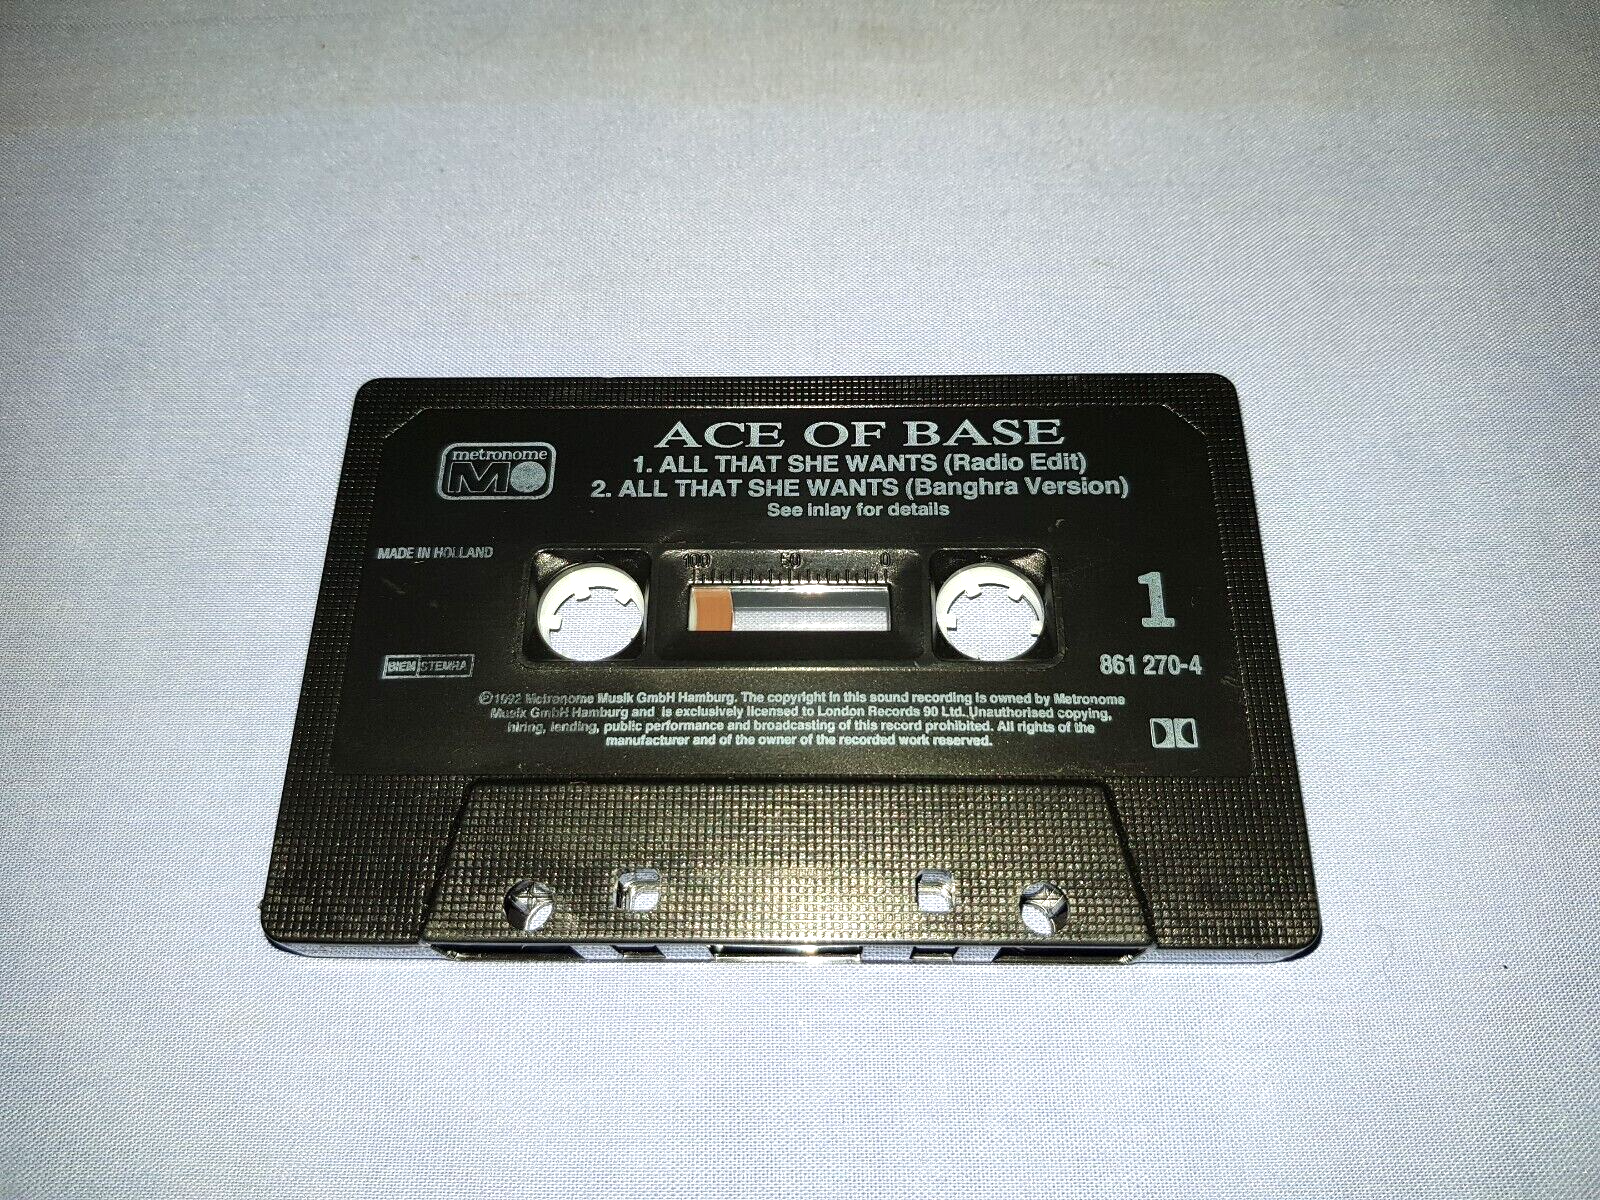 ACE OF BASE
metronome
M
1. ALL THAT SHE WANTS (Radio Edit)
2. ALL THAT SHE WANTS (Banghra Version)
See inlay for details
MADE IN HOLLAND
100 50 0
1
BIEM STEMRA
861 270-4
℗1992 Metronome Musik GmbH Hamburg. The copyright in this sound recording is owned by Metronome
Musik GmbH Hamburg and is exclusively licensed to London Records 90 Ltd. Unauthorised copying,
hiring, lending, public performance and broadcasting of this record prohibited. All rights of the
manufacturer and of the owner of the recorded work reserved.